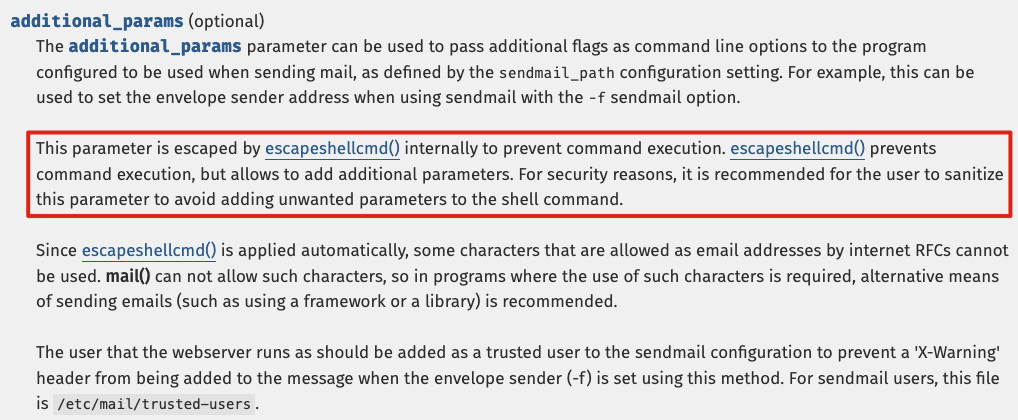 additional_params (optional)
The additional_params parameter can be used to pass additional flags as command line options to the program
configured to be used when sending mail, as defined by the sendmail_path configuration setting. For example, this can be
used to set the envelope sender address when using sendmail with the -f sendmail option.
This parameter is escaped by escapeshellcmd() internally to prevent command execution. escapeshellcmd() prevents
command execution, but allows to add additional parameters. For security reasons, it is recommended for the user to sanitize
this parameter to avoid adding unwanted parameters to the shell command.
Since escapeshellcmd() is applied automatically, some characters that are allowed as email addresses by internet RFCs cannot
be used. mail() can not allow such characters, so in programs where the use of such characters is required, alternative means
of sending emails (such as using a framework or a library) is recommended.
The user that the webserver runs as should be added as a trusted user to the sendmail configuration to prevent a 'X-Warning'
header from being added to the message when the envelope sender (-f) is set using this method. For sendmail users, this file
is /etc/mail/trusted-users.